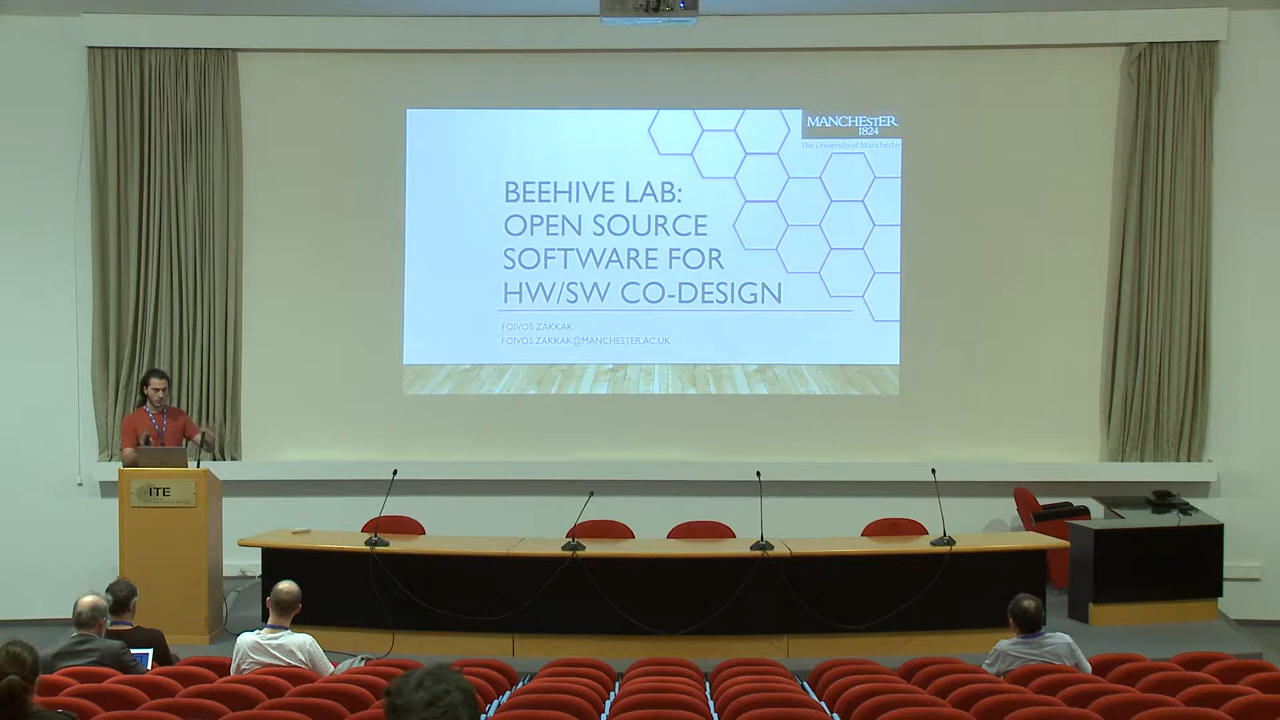 MANCHESTER
1824
The University of Manchester
BEEHIVE LAB:
OPEN SOURCE
SOFTWARE FOR
HW/SW CO-DESIGN
FOIVOS ZAKKAK
FOIVOS.ZAKKAK@MANCHESTER.AC.UK
ITE